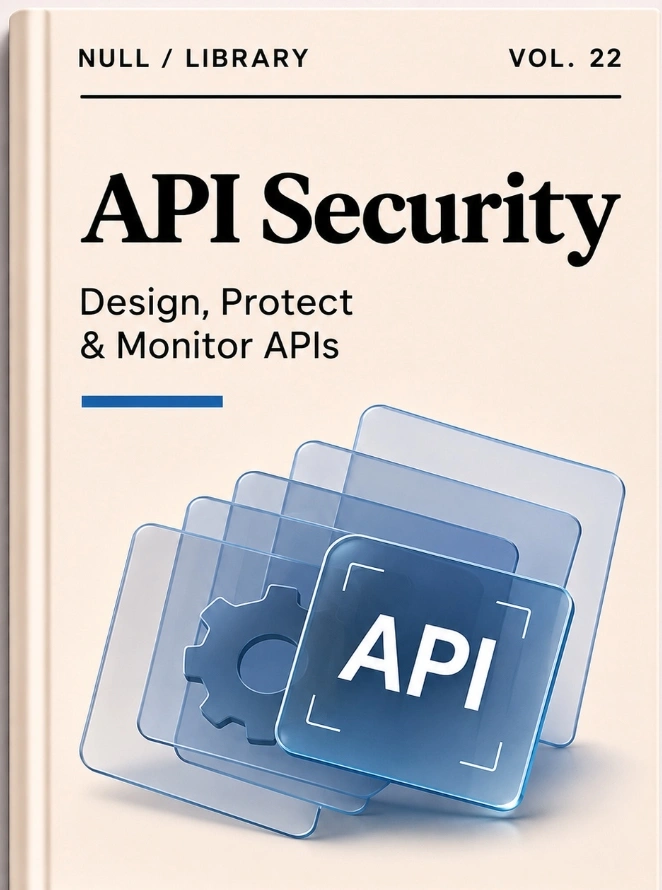 NULL / LIBRARY VOL. 22
API Security
Design, Protect
& Monitor APIs
API